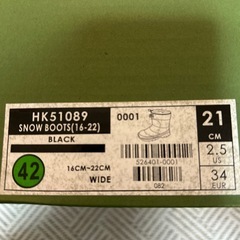 HK51089
SNOW BOOTS(16-22)
BLACK
0001
21
CM
2.5
US
34
EUR
42
16CM~22CM
WIDE
526401-0001
082